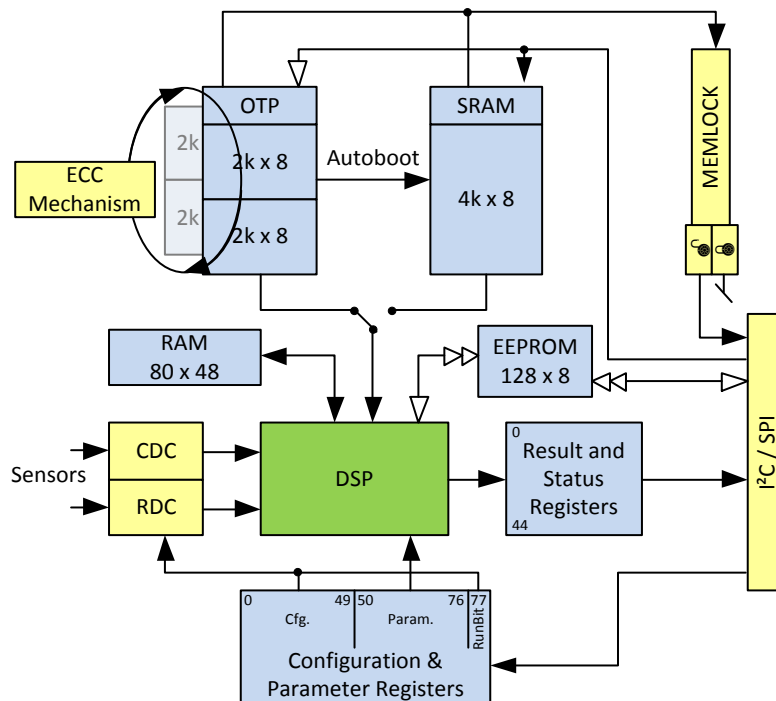 OTP
SRAM
MEMLOCK
2k
2k x 8
Autoboot
ECC
Mechanism
4k x 8
2k
2k x 8
RAM
80 x 48
EEPROM
128 x 8
I²C / SPI
Sensors
CDC
RDC
DSP
0
Result and
Status
Registers
44
0
49
50
76
77
Cfg.
Param.
RunBit
Configuration &
Parameter Registers